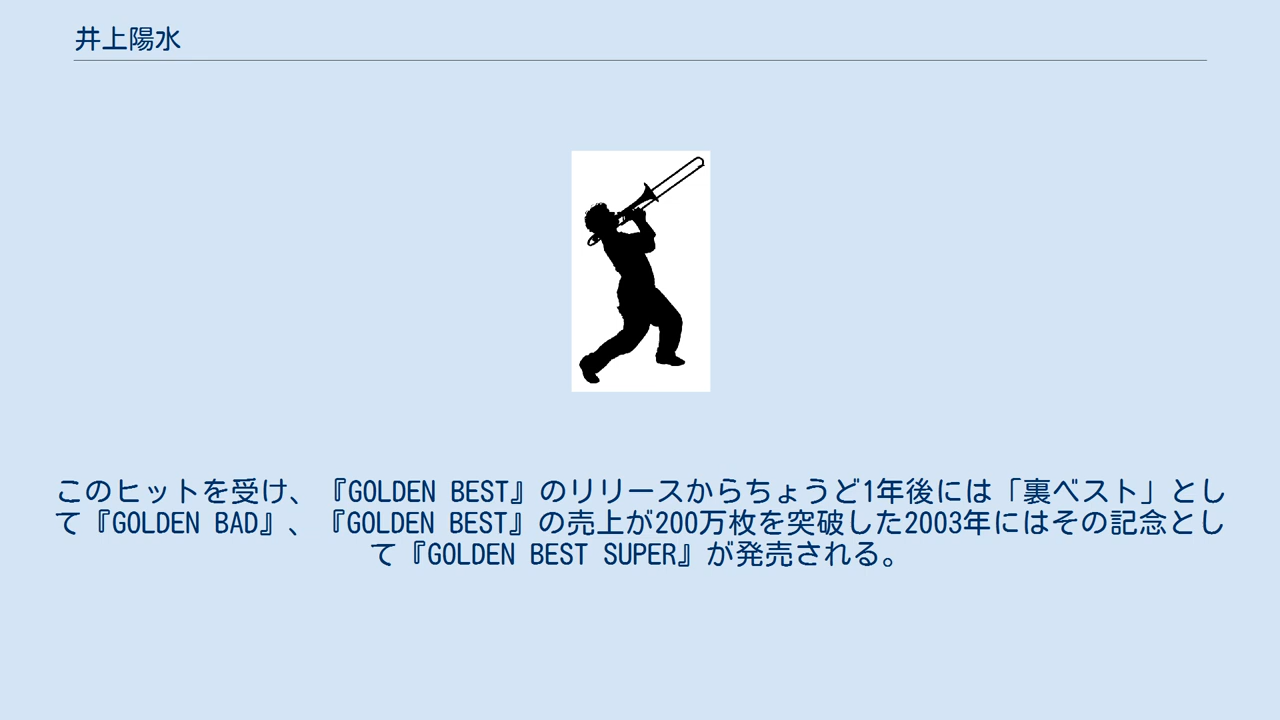 井上陽水
このヒットを受け、『GOLDEN BEST』のリリースからちょうど1年後には「裏ベスト」とし
て『GOLDEN BAD』、『GOLDEN BEST』の売上が200万枚を突破した2003年にはその記念とし
て『GOLDEN BEST SUPER』が発売される。